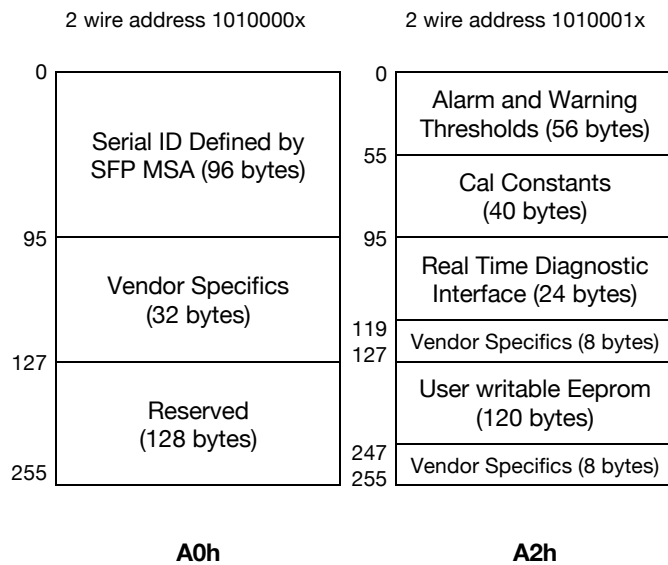 2 wire address 1010000x
0
Serial ID Defined by
SFP MSA (96 bytes)
95
Vendor Specifics
(32 bytes)
127
Reserved
(128 bytes)
255
A0h
2 wire address 1010001x
0
Alarm and Warning
Thresholds (56 bytes)
55
Cal Constants
(40 bytes)
95
Real Time Diagnostic
Interface (24 bytes)
119
Vendor Specifics (8 bytes)
127
User writable Eeprom
(120 bytes)
247
Vendor Specifics (8 bytes)
255
A2h